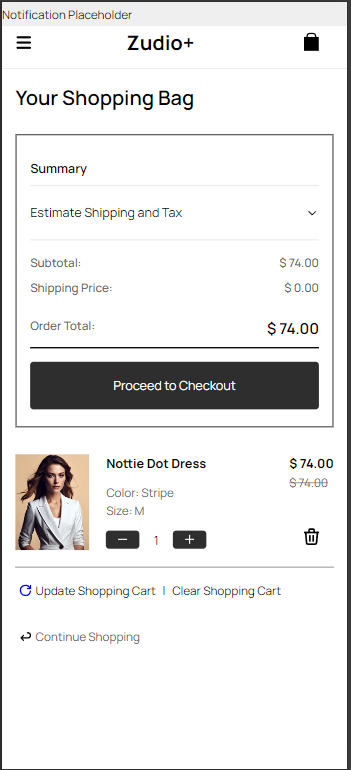 Notification Placeholder
Zudio+
Your Shopping Bag
Summary
Estimate Shipping and Tax
Subtotal: $ 74.00
Shipping Price: $ 0.00
Order Total: $ 74.00
Proceed to Checkout
Nottie Dot Dress $ 74.00
$ 74.00
Color: Stripe
Size: M
1
Update Shopping Cart | Clear Shopping Cart
Continue Shopping